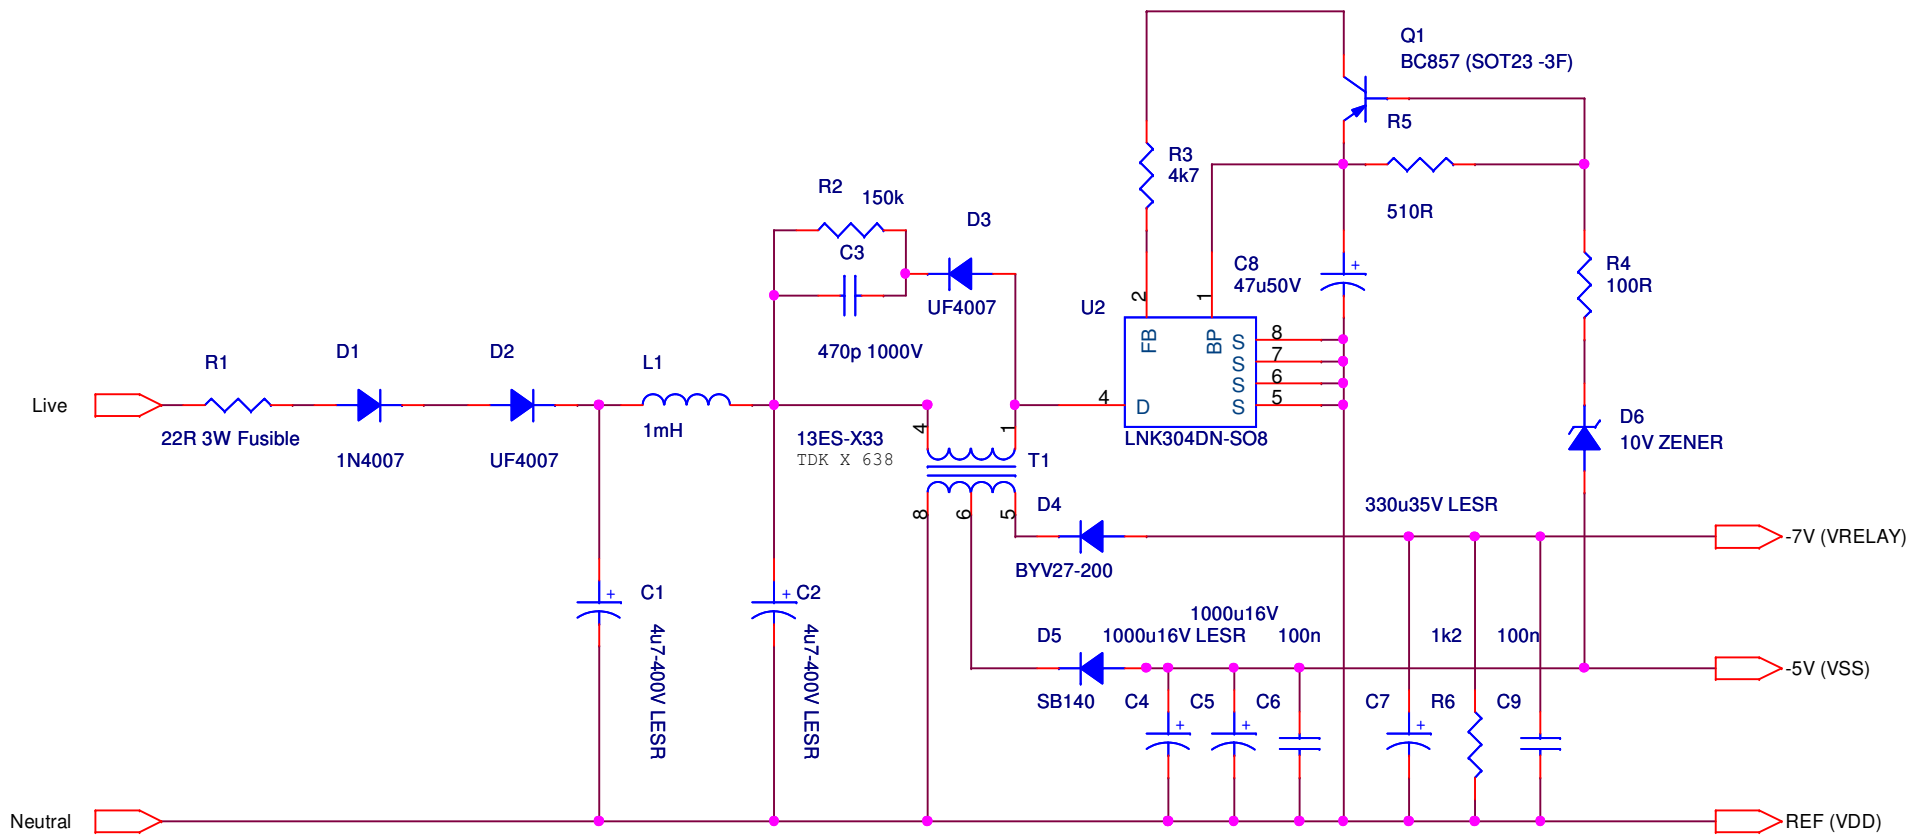 Q1
BC857 (SOT23 -3F)
R5
R3
4k7
R2
150k
D3
C3
510R
C8
47u50V
+
R4
100R
2
1
U2
UF4007
FB
BP
S
8
S
7
S
6
S
5
D
4
470p 1000V
R1
D1
D2
L1
Live
22R 3W Fusible
1N4007
UF4007
1mH
13ES-X33
TDK X 638
4
1
T1
LNK304DN-SO8
D6
10V ZENER
8
6
5
D4
330u35V LESR
-7V (VRELAY)
BYV27-200
+
C1
4u7-400V LESR
+
C2
4u7-400V LESR
1000u16V
D5
1000u16V LESR
100n
1k2
100n
-5V (VSS)
SB140
C4
C5
C6
C7
R6
C9
+
+
+
Neutral
REF (VDD)